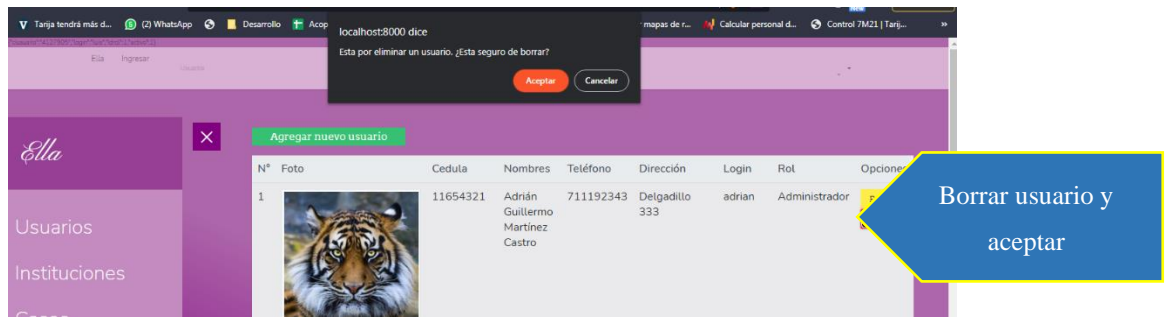 Tarija tendrá más d... (2) WhatsApp Desarrollo Acop mapas de r... Calcular personal d... Control 7M21 | Tarij... »
New
localhost:8000 dice
Esta por eliminar un usuario. ¿Esta seguro de borrar?
Aceptar Cancelar
Ella Ingresar
Ella
Agregar nuevo usuario
N° Foto Cedula Nombres Teléfono Dirección Login Rol Opciones
1 11654321 Adrián 711192343 Delgadillo adrian Administrador
Guillermo 333
Martínez
Castro
Usuarios
Instituciones
Borrar usuario y
aceptar